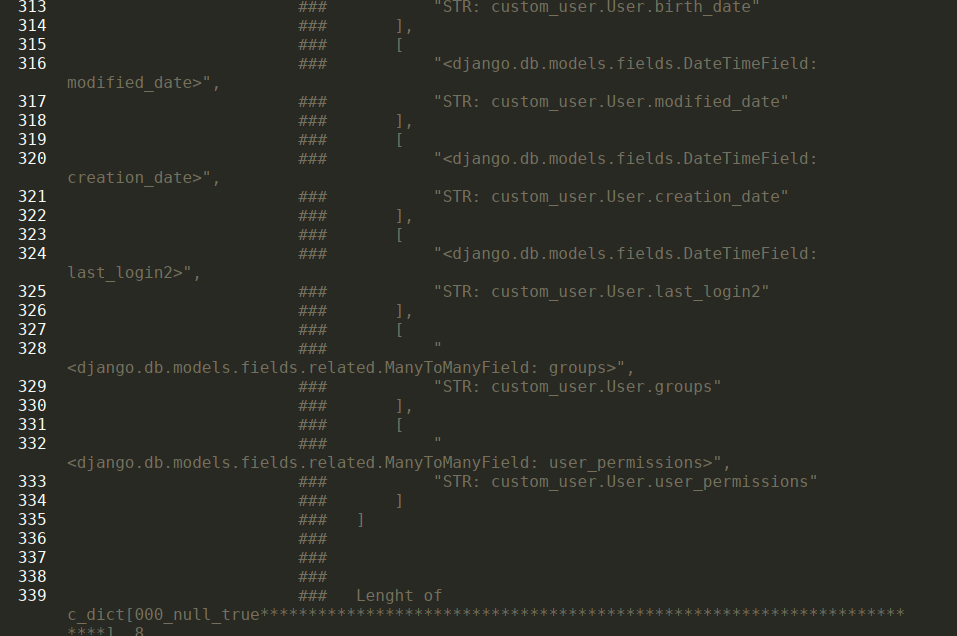 313 ### "STR: custom_user.User.birth_date"
314 ### ],
315 ### [
316 ### "<django.db.models.fields.DateTimeField:
modified_date>",
317 ### "STR: custom_user.User.modified_date"
318 ### ],
319 ### [
320 ### "<django.db.models.fields.DateTimeField:
creation_date>",
321 ### "STR: custom_user.User.creation_date"
322 ### ],
323 ### [
324 ### "<django.db.models.fields.DateTimeField:
last_login2>",
325 ### "STR: custom_user.User.last_login2"
326 ### ],
327 ### [
328 ### "
<django.db.models.fields.related.ManyToManyField: groups>",
329 ### "STR: custom_user.User.groups"
330 ### ],
331 ### [
332 ### "
<django.db.models.fields.related.ManyToManyField: user_permissions>",
333 ### "STR: custom_user.User.user_permissions"
334 ### ]
335 ### ]
336 ###
337 ###
338 ###
339 ### Lenght of
c_dict[000_null_true*******************************************************************
****] 8